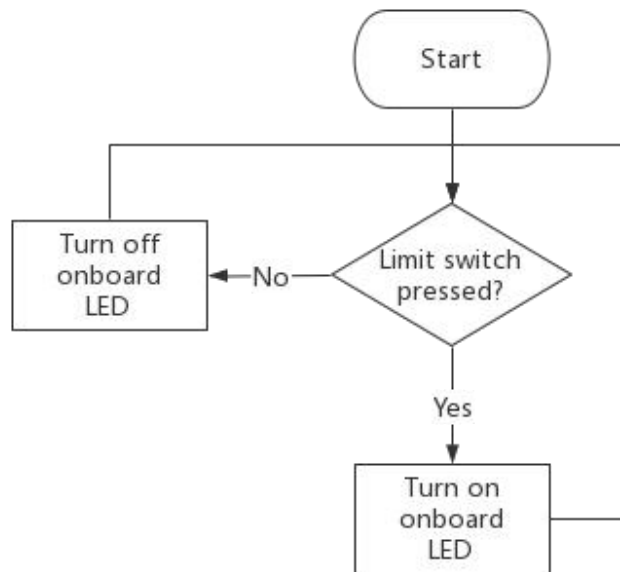 Start
Turn off
onboard
LED
No
Limit switch
pressed?
Yes
Turn on
onboard
LED